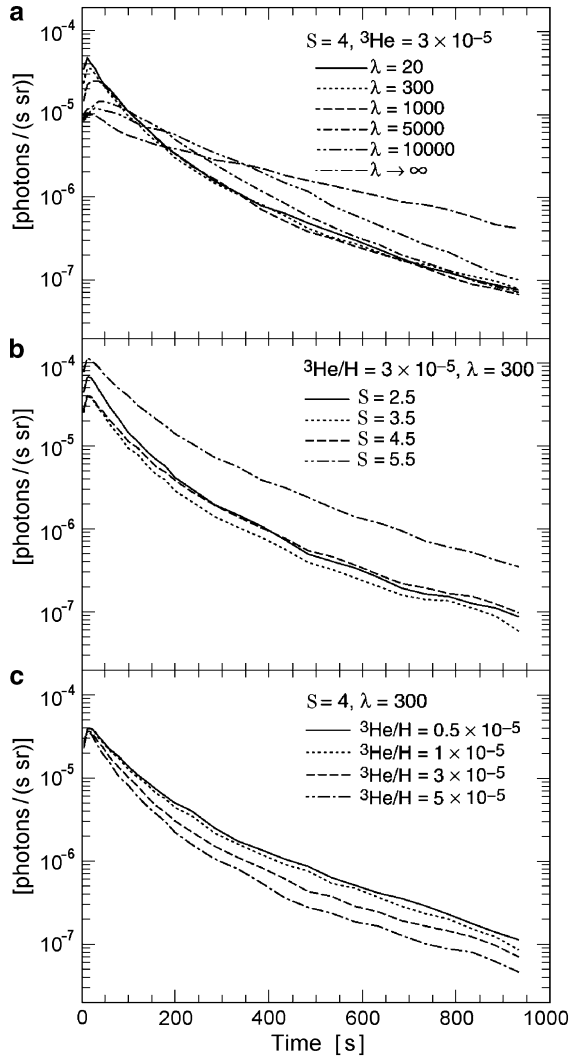 a
S = 4, ³He = 3 × 10⁻⁵
λ = 20
λ = 300
λ = 1000
λ = 5000
λ = 10000
λ → ∞
10⁻⁴
10⁻⁵
10⁻⁶
10⁻⁷
[photons / (s sr)]
b
³He/H = 3 × 10⁻⁵, λ = 300
S = 2.5
S = 3.5
S = 4.5
S = 5.5
10⁻⁴
10⁻⁵
10⁻⁶
10⁻⁷
[photons / (s sr)]
c
S = 4, λ = 300
³He/H = 0.5 × 10⁻⁵
³He/H = 1 × 10⁻⁵
³He/H = 3 × 10⁻⁵
³He/H = 5 × 10⁻⁵
10⁻⁴
10⁻⁵
10⁻⁶
10⁻⁷
[photons / (s sr)]
0 200 400 600 800 1000
Time [s]